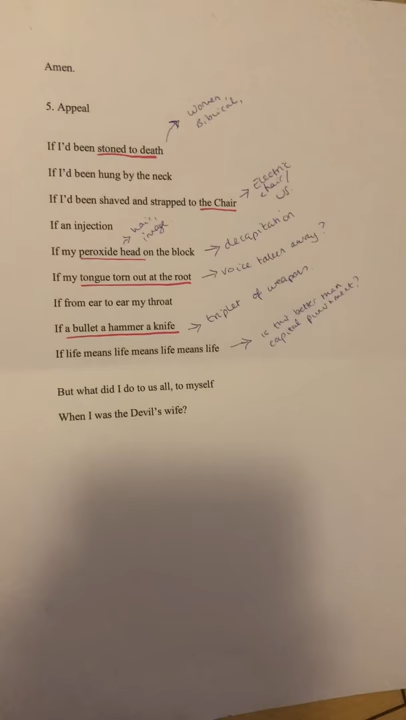 Amen.
5. Appeal
women,
Biblical,
If I'd been stoned to death
If I'd been hung by the neck
If I'd been shaved and strapped to the Chair
Electric
chair/
US.
If an injection
image
If my peroxide head on the block
decapitation
If my tongue torn out at the root
voice taken away?
If from ear to ear my throat
If a bullet a hammer a knife
triplet of weapons.
If life means life means life means life
is this better than
capital punishment?
But what did I do to us all, to myself
When I was the Devil's wife?